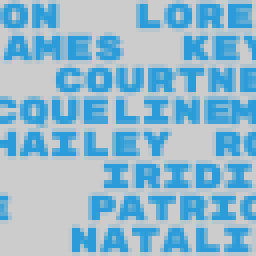 ON LORE
AMES KEY
COURTNE
CQUELINEM
HAILEY RO
IRIDI
E PATRIC
NATALI